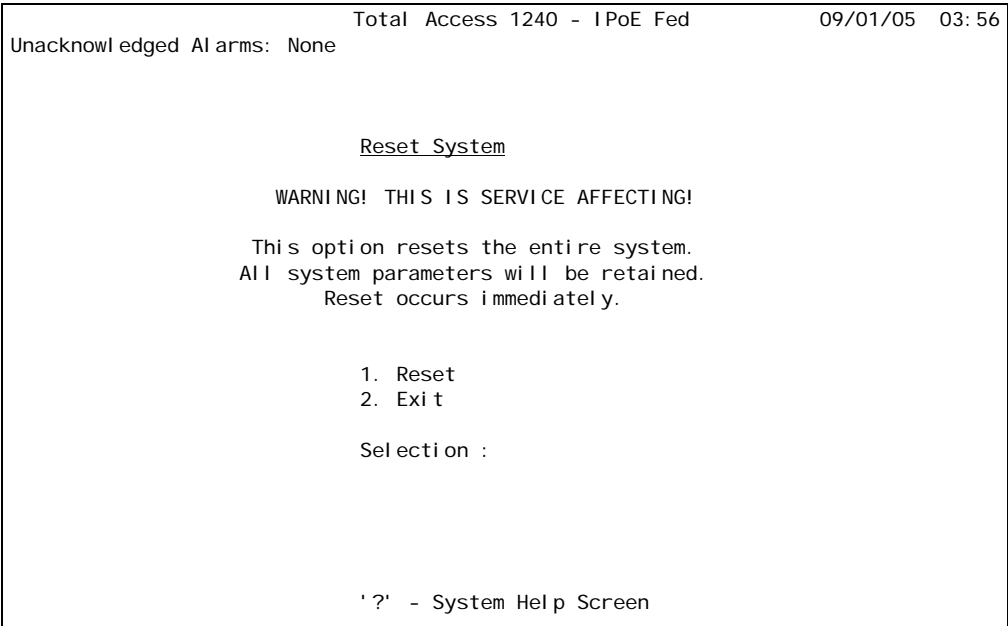 Total Access 1240 - IPoE Fed 09/01/05 03:56
Unacknowledged Alarms: None
Reset System
WARNING! THIS IS SERVICE AFFECTING!
This option resets the entire system.
All system parameters will be retained.
Reset occurs immediately.
1. Reset
2. Exit
Selection :
'?' - System Help Screen